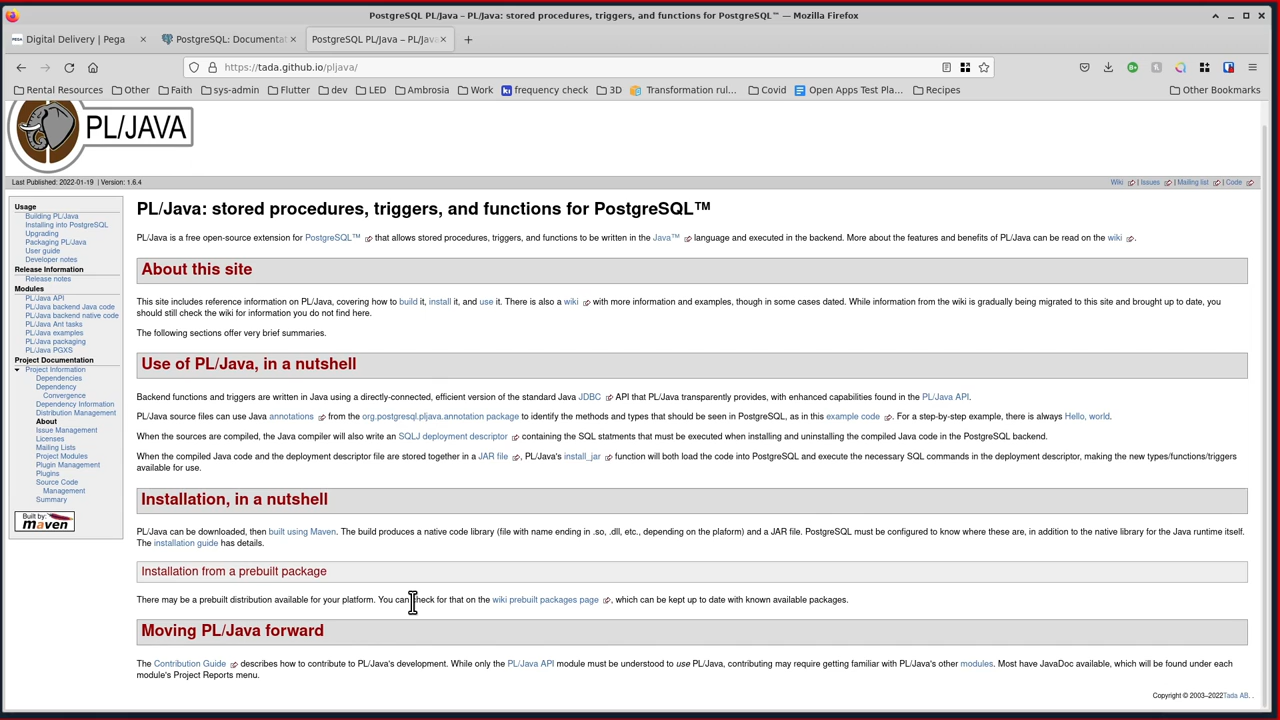 PostgreSQL PL/Java – PL/Java: stored procedures, triggers, and functions for PostgreSQL™ — Mozilla Firefox
PEGA Digital Delivery | Pega
PostgreSQL: Documentat
PostgreSQL PL/Java – PL/Jav
https://tada.github.io/pljava/
Rental Resources Other Faith sys-admin Flutter dev LED Ambrosia Work frequency check 3D Transformation rul... Covid Open Apps Test Pla... Recipes Other Bookmarks
PL/JAVA
Last Published: 2022-01-19 | Version: 1.6.4
Wiki | Issues | Mailing list | Code
Usage
Building PL/Java
Installing into PostgreSQL
Upgrading
Packaging PL/Java
User guide
Developer notes
Release Information
Release notes
Modules
PL/Java API
PL/Java backend Java code
PL/Java backend native code
PL/Java Ant tasks
PL/Java examples
PL/Java packaging
PL/Java PGXS
Project Documentation
Project Information
Dependencies
Dependency
Convergence
Dependency Information
Distribution Management
About
Issue Management
Licenses
Mailing Lists
Project Modules
Plugin Management
Plugins
Source Code
Management
Summary
Built by:
maven
PL/Java: stored procedures, triggers, and functions for PostgreSQL™
PL/Java is a free open-source extension for PostgreSQL™ that allows stored procedures, triggers, and functions to be written in the Java™ language and executed in the backend. More about the features and benefits of PL/Java can be read on the wiki .
About this site
This site includes reference information on PL/Java, covering how to build it, install it, and use it. There is also a wiki with more information and examples, though in some cases dated. While information from the wiki is gradually being migrated to this site and brought up to date, you
should still check the wiki for information you do not find here.
The following sections offer very brief summaries.
Use of PL/Java, in a nutshell
Backend functions and triggers are written in Java using a directly-connected, efficient version of the standard Java JDBC API that PL/Java transparently provides, with enhanced capabilities found in the PL/Java API.
PL/Java source files can use Java annotations from the org.postgresql.pljava.annotation package to identify the methods and types that should be seen in PostgreSQL, as in this example code . For a step-by-step example, there is always Hello, world.
When the sources are compiled, the Java compiler will also write an SQLJ deployment descriptor containing the SQL statments that must be executed when installing and uninstalling the compiled Java code in the PostgreSQL backend.
When the compiled Java code and the deployment descriptor file are stored together in a JAR file , PL/Java's install_jar function will both load the code into PostgreSQL and execute the necessary SQL commands in the deployment descriptor, making the new types/functions/triggers
available for use.
Installation, in a nutshell
PL/Java can be downloaded, then built using Maven. The build produces a native code library (file with name ending in .so, .dll, etc., depending on the plaform) and a JAR file. PostgreSQL must be configured to know where these are, in addition to the native library for the Java runtime itself.
The installation guide has details.
Installation from a prebuilt package
There may be a prebuilt distribution available for your platform. You can check for that on the wiki prebuilt packages page , which can be kept up to date with known available packages.
Moving PL/Java forward
The Contribution Guide describes how to contribute to PL/Java's development. While only the PL/Java API module must be understood to use PL/Java, contributing may require getting familiar with PL/Java's other modules. Most have JavaDoc available, which will be found under each
module's Project Reports menu.
Copyright © 2003–2022Tada AB. .